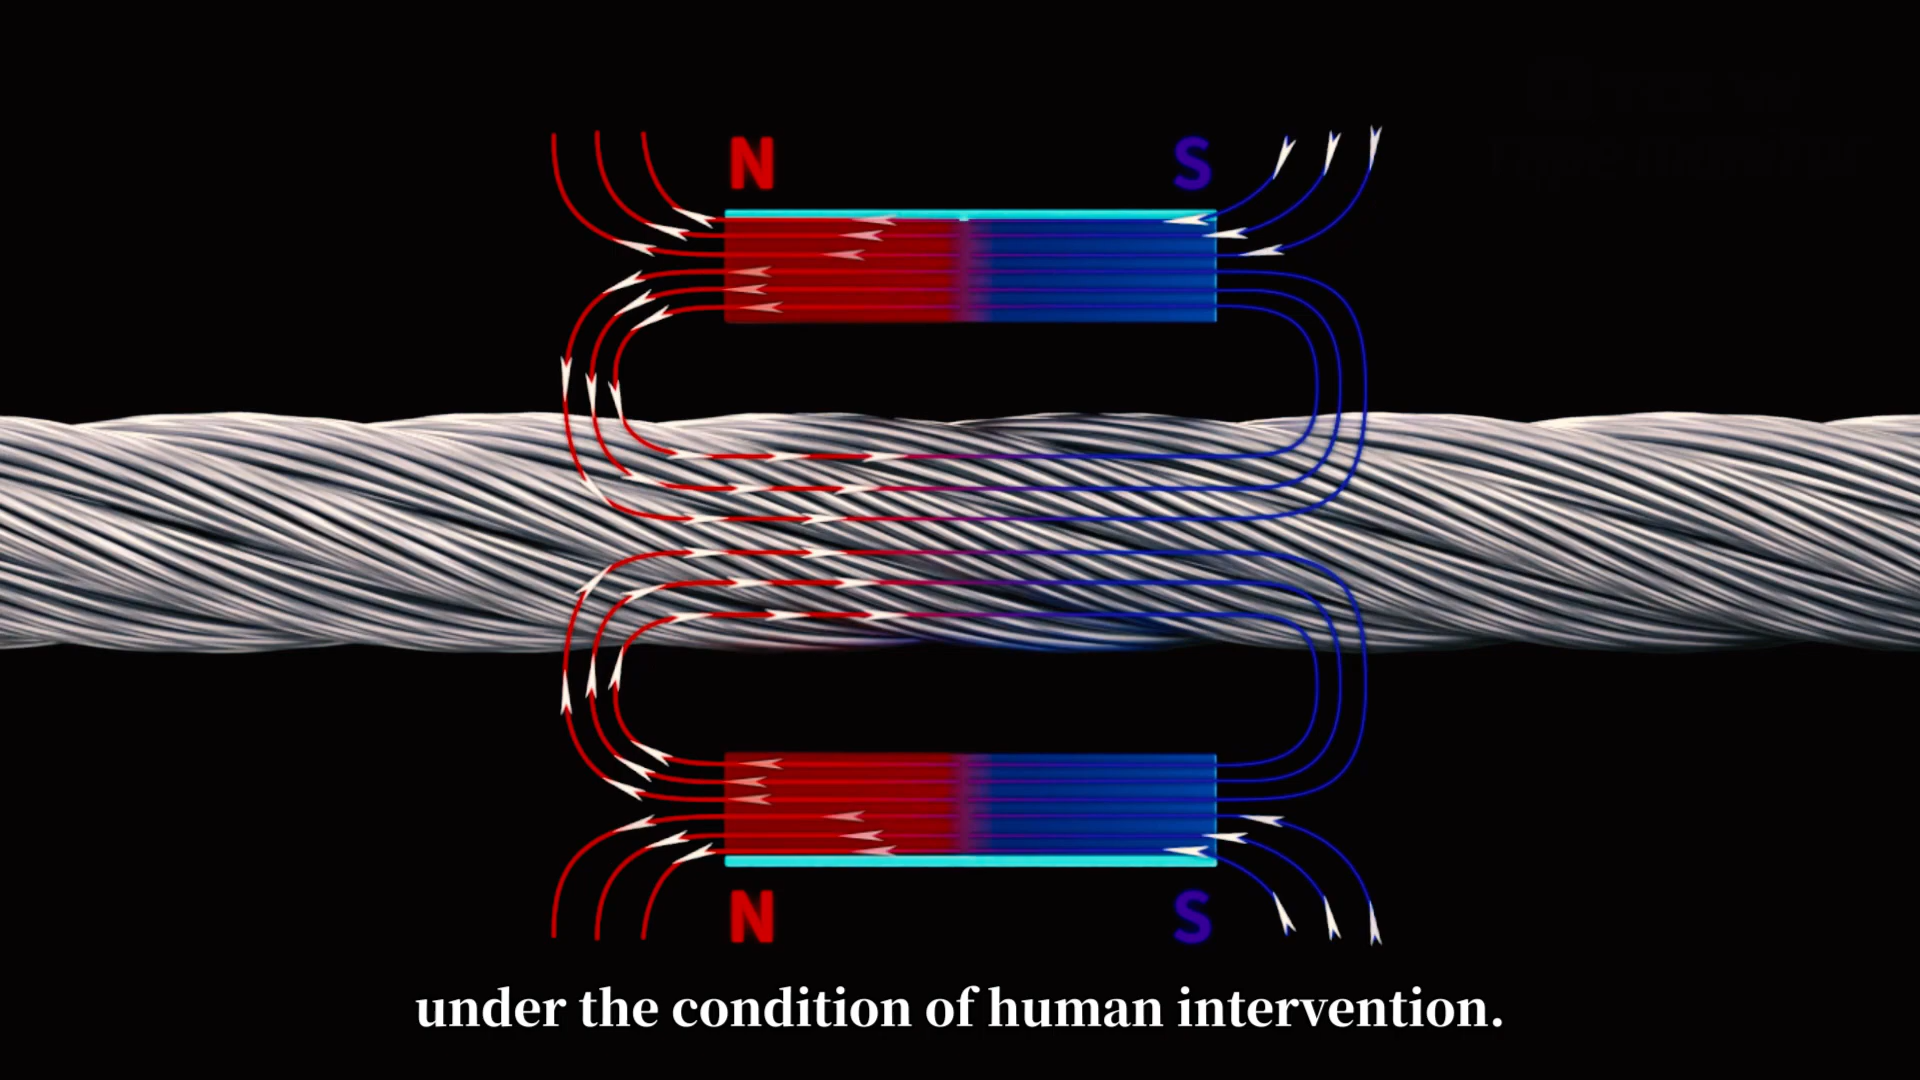 N S
N S
under the condition of human intervention.